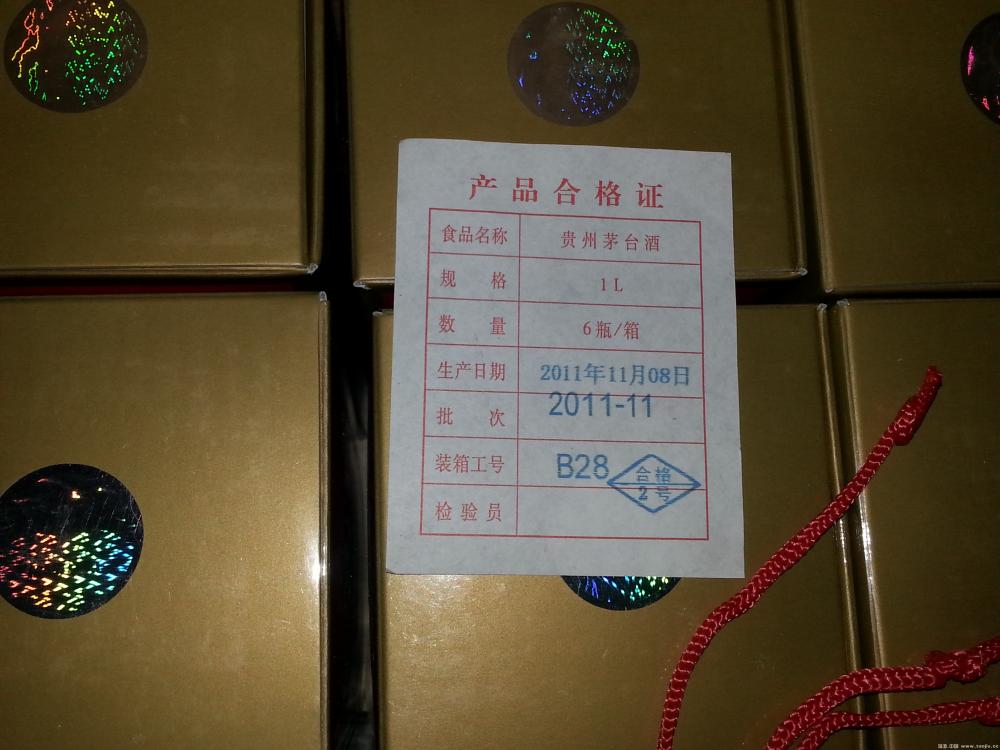 产品合格证
食品名称 贵州茅台酒
规 格 1L
数 量 6瓶/箱
生产日期 2011年11月08日
批 次 2011-11
装箱工号 B28
检验员 合格
2号